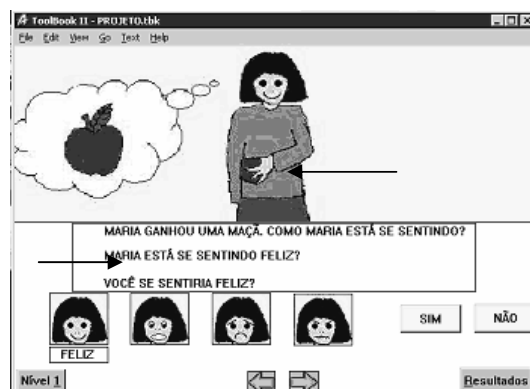 ToolBook II - PROJETO.tbk
File Edit View Go Text Help
MARIA GANHOU UMA MAÇÃ. COMO MARIA ESTÁ SE SENTINDO?
MARIA ESTÁ SE SENTINDO FELIZ?
VOCÊ SE SENTIRIA FELIZ?
FELIZ
SIM
NÃO
Nível 1
Resultados